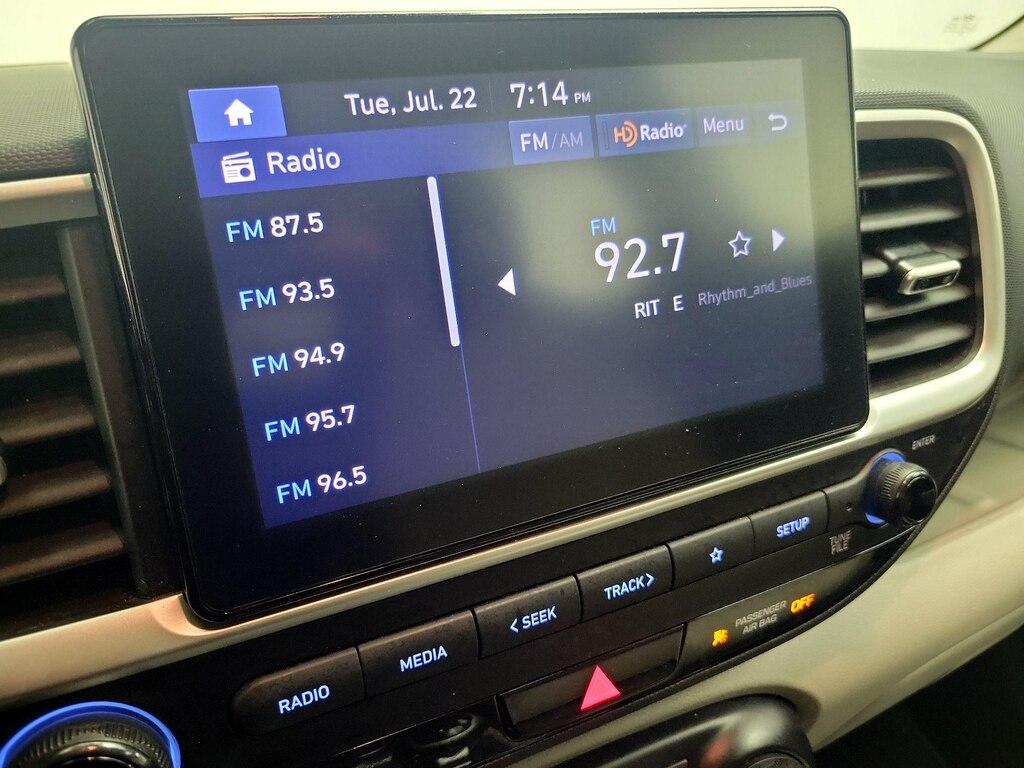 Tue, Jul. 22 7:14 PM
Radio FM/AM HD Radio Menu
FM 87.5
FM 93.5
FM 94.9
FM 95.7
FM 96.5
FM
92.7
RIT E Rhythm_and_Blues
ENTER
TUNE
FILE
RADIO
MEDIA
< SEEK
TRACK >
SETUP
PASSENGER
AIR BAG
OFF